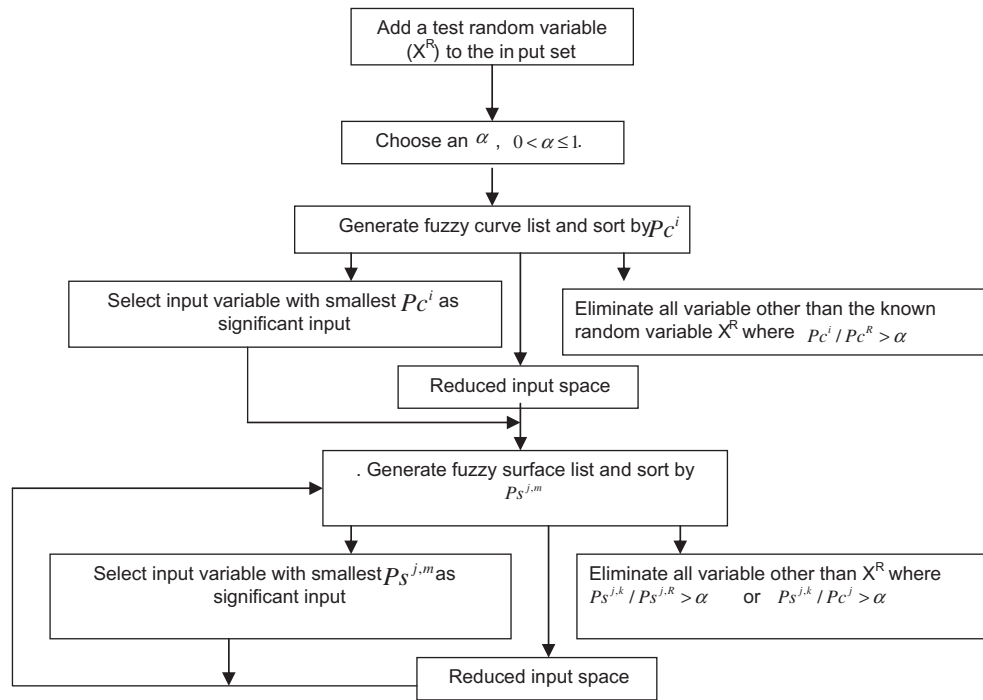 Add a test random variable
(X^R) to the in put set
Choose an α , 0 < α ≤ 1.
Generate fuzzy curve list and sort by Pc^i
Select input variable with smallest Pc^i as
significant input
Eliminate all variable other than the known
random variable X^R where Pc^i / Pc^R > α
Reduced input space
. Generate fuzzy surface list and sort by
Ps^{j,m}
Select input variable with smallest Ps^{j,m} as
significant input
Eliminate all variable other than X^R where
Ps^{j,k} / Ps^{j,R} > α or Ps^{j,k} / Pc^j > α
Reduced input space